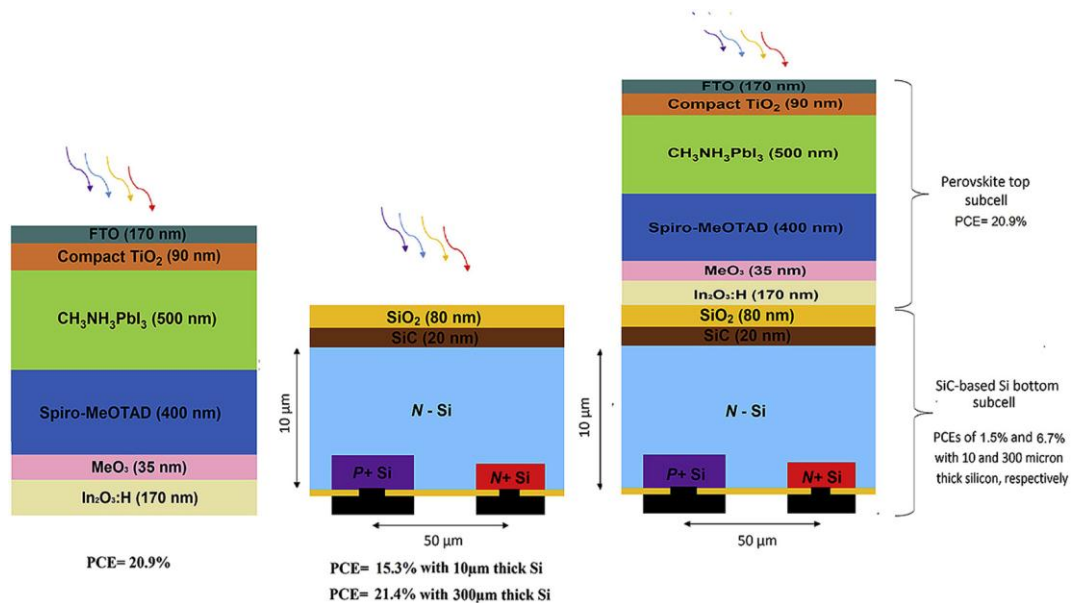 FTO (170 nm)
Compact TiO₂ (90 nm)
CH₃NH₃PbI₃ (500 nm)
Spiro-MeOTAD (400 nm)
MeO₃ (35 nm)
In₂O₃:H (170 nm)
PCE= 20.9%
SiO₂ (80 nm)
SiC (20 nm)
10 µm
N - Si
P+ Si
N+ Si
50 µm
PCE= 15.3% with 10µm thick Si
PCE= 21.4% with 300µm thick Si
FTO (170 nm)
Compact TiO₂ (90 nm)
CH₃NH₃PbI₃ (500 nm)
Spiro-MeOTAD (400 nm)
MeO₃ (35 nm)
In₂O₃:H (170 nm)
SiO₂ (80 nm)
SiC (20 nm)
10 µm
N - Si
P+ Si
N+ Si
50 µm
Perovskite top
subcell
PCE= 20.9%
SiC-based Si bottom
subcell
PCEs of 1.5% and 6.7%
with 10 and 300 micron
thick silicon, respectively